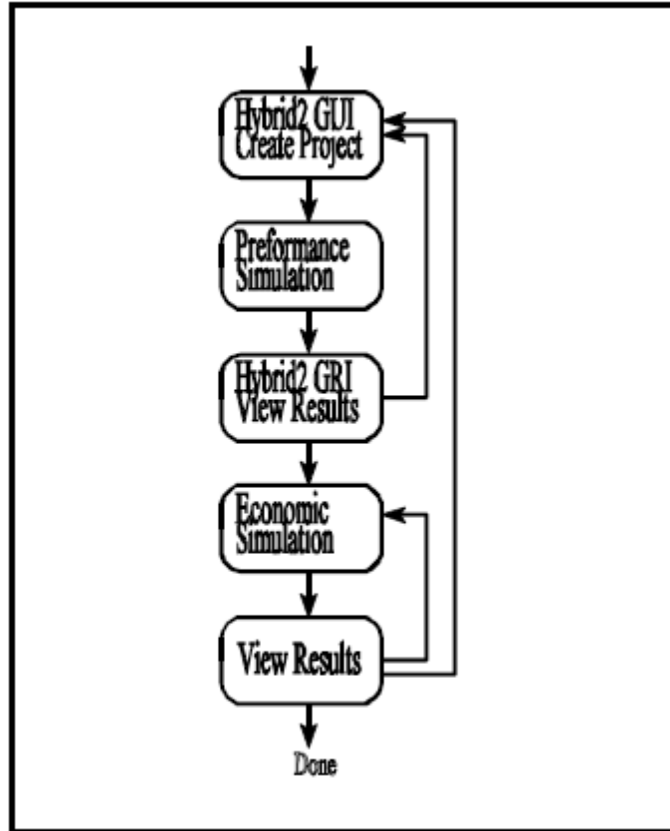 Hybrid2 GUI
Create Project
Preformance
Simulation
Hybrid2 GRI
View Results
Economic
Simulation
View Results
Done